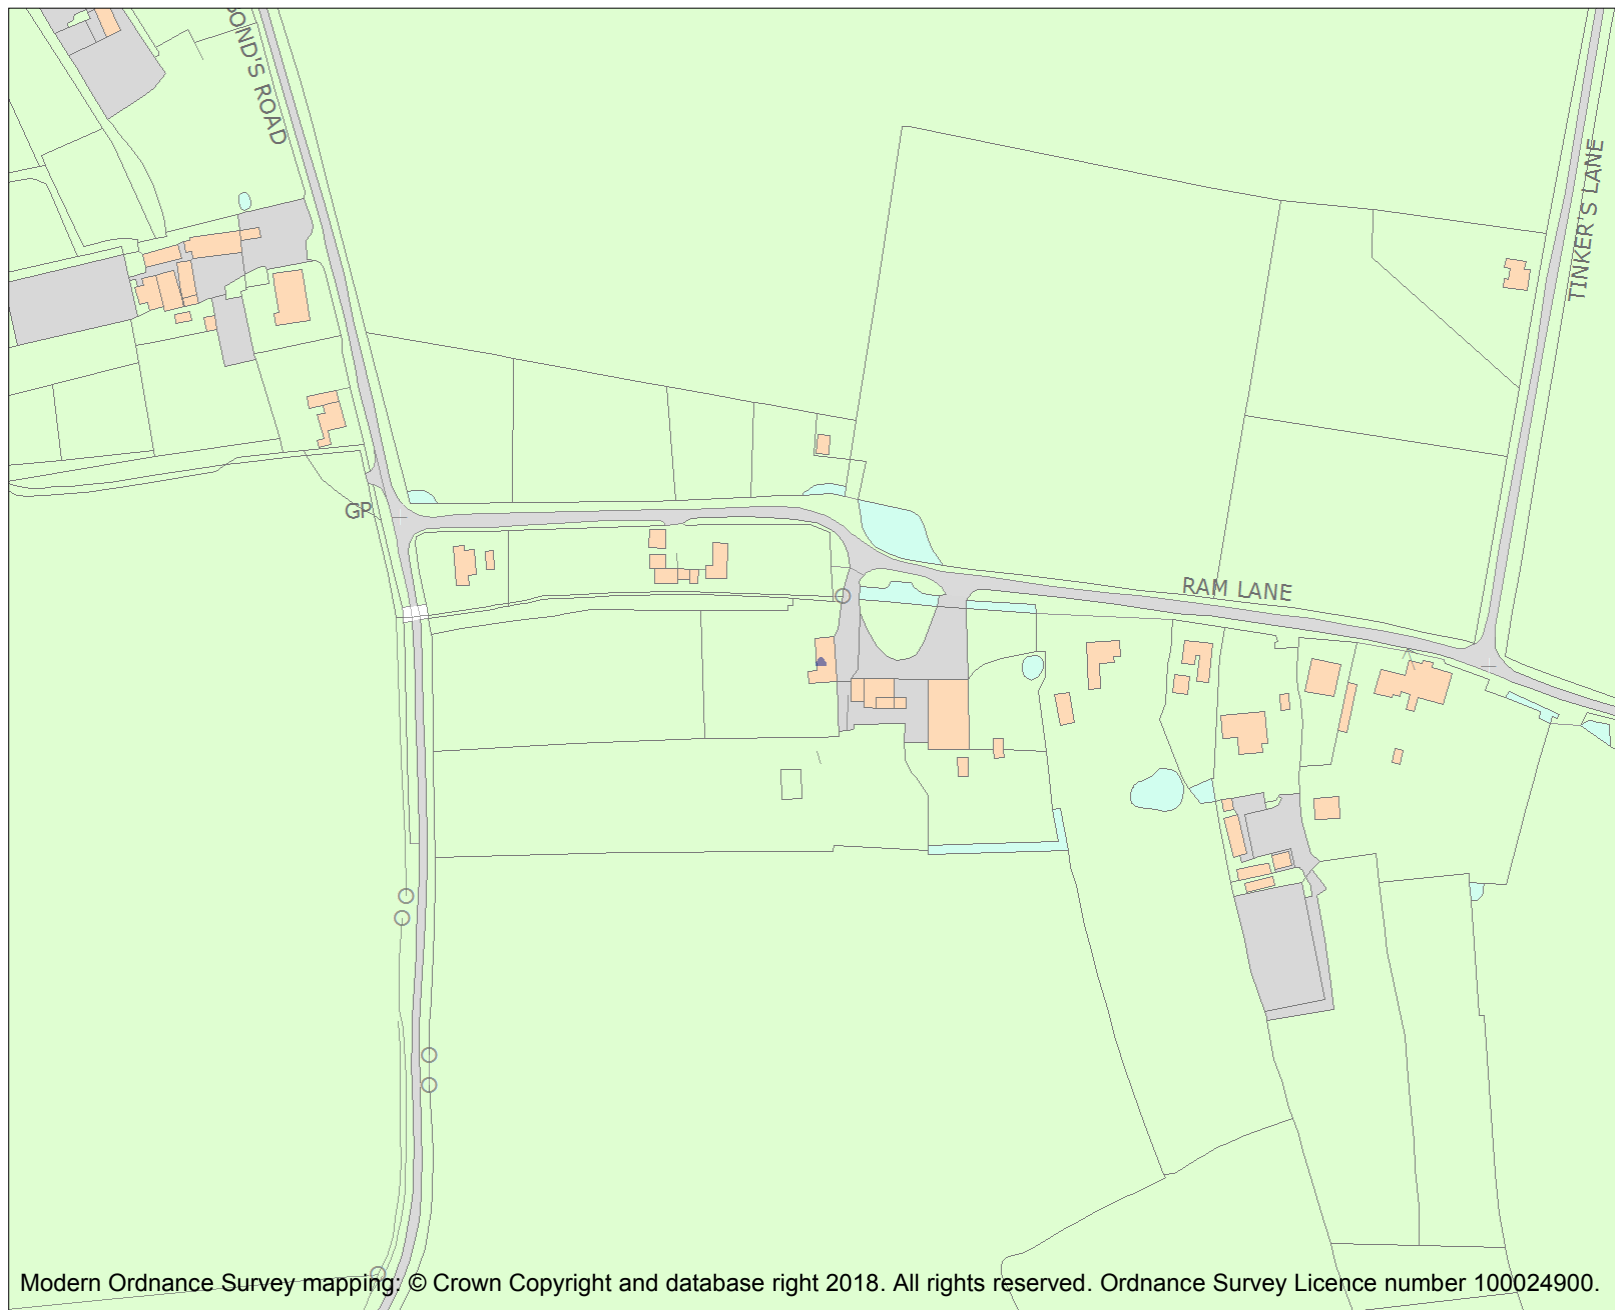 OND'S ROAD
TINKER'S LANE
GP
RAM LANE
Modern Ordnance Survey mapping: © Crown Copyright and database right 2018. All rights reserved. Ordnance Survey Licence number 100024900.